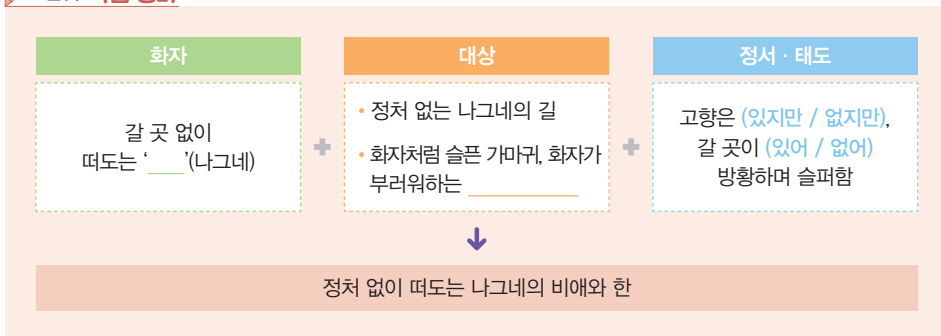 화자
갈 곳 없이
떠도는 ‘___’(나그네)
대상
• 정처 없는 나그네의 길
• 화자처럼 슬픈 가마귀, 화자가
부러워하는 ___________
정서·태도
고향은 (있지만 / 없지만),
갈 곳이 (있어 / 없어)
방황하며 슬퍼함
정처 없이 떠도는 나그네의 비애와 한